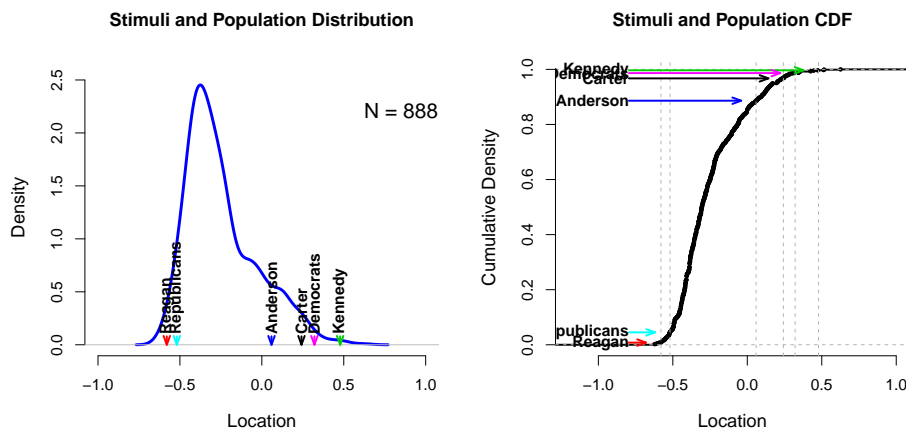 Stimuli and Population Distribution
Density
0.0 0.5 1.0 1.5 2.0 2.5
N = 888
Reagan
Republicans
Anderson
Carter
Democrats
Kennedy
−1.0 −0.5 0.0 0.5 1.0
Location
Stimuli and Population CDF
Cumulative Density
0.0 0.2 0.4 0.6 0.8 1.0
Kennedy
Democrats
Carter
Anderson
publicans
Reagan
−1.0 −0.5 0.0 0.5 1.0
Location